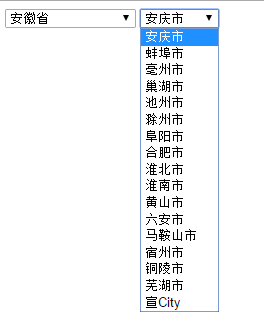 安徽省
安庆市
安庆市
蚌埠市
亳州市
巢湖市
池州市
滁州市
阜阳市
合肥市
淮北市
淮南市
黄山市
六安市
马鞍山市
宿州市
铜陵市
芜湖市
宣City